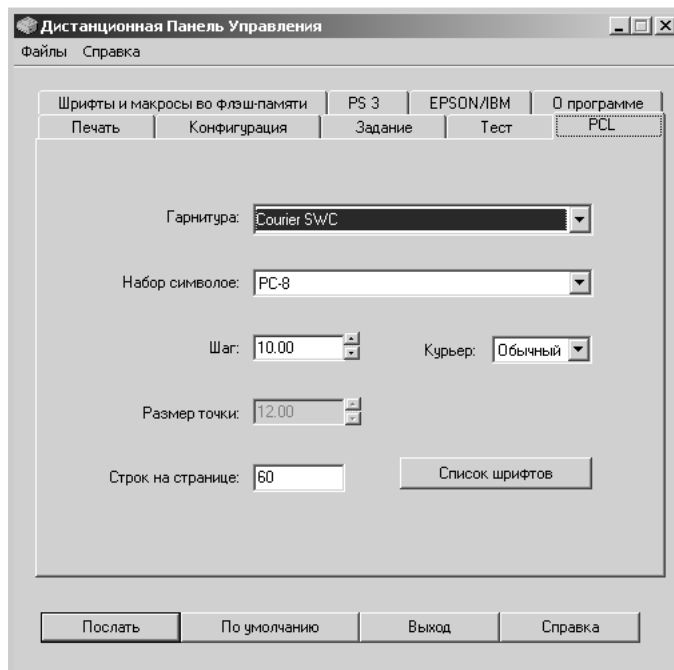 Дистанционная Панель Управления
Файлы Справка
Шрифты и макросы во флэш-памяти PS 3 EPSON/IBM О программе
Печать Конфигурация Задание Тест PCL
Гарнитура: Courier SWC
Набор символое: PC-8
Шаг: 10.00 Курьер: Обычный
Размер точки: 12.00
Строк на странице: 60 Список шрифтов
Послать По умолчанию Выход Справка